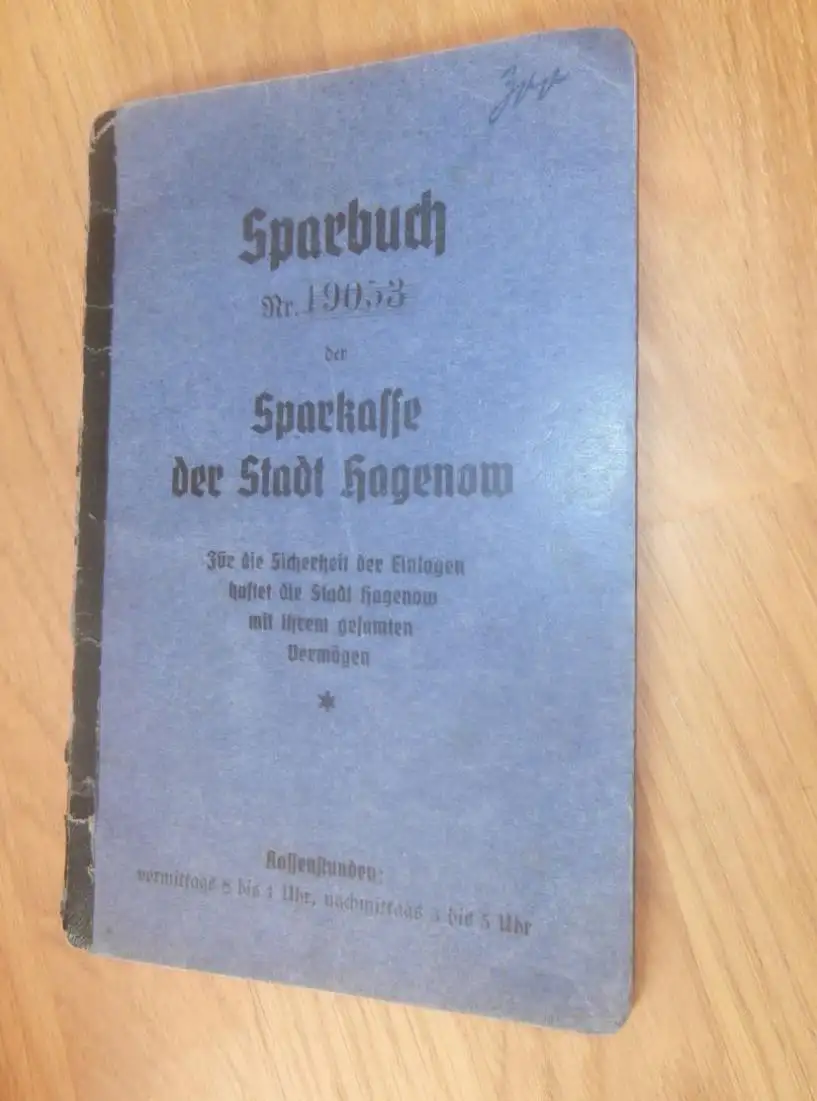 Sparbuch
Nr. 19053
der
Sparkasse
der Stadt Hagenow
Für die Sicherheit der Einlagen
haftet die Stadt Hagenow
mit ihrem gesamten
Vermögen
*
Kassenstunden:
vormittags 8 bis 1 Uhr, nachmittags 3 bis 5 Uhr